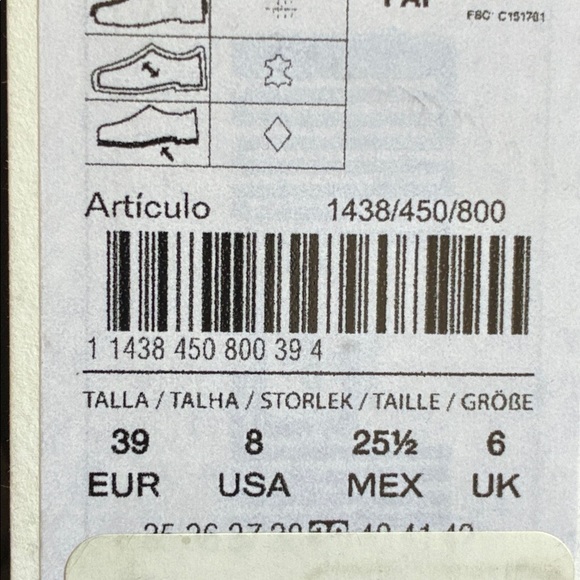 FSC® C151781
Artículo 1438/450/800
1 1438 450 800 39 4
TALLA / TALHA / STORLEK / TAILLE / GRÖßE
39 8 25½ 6
EUR USA MEX UK